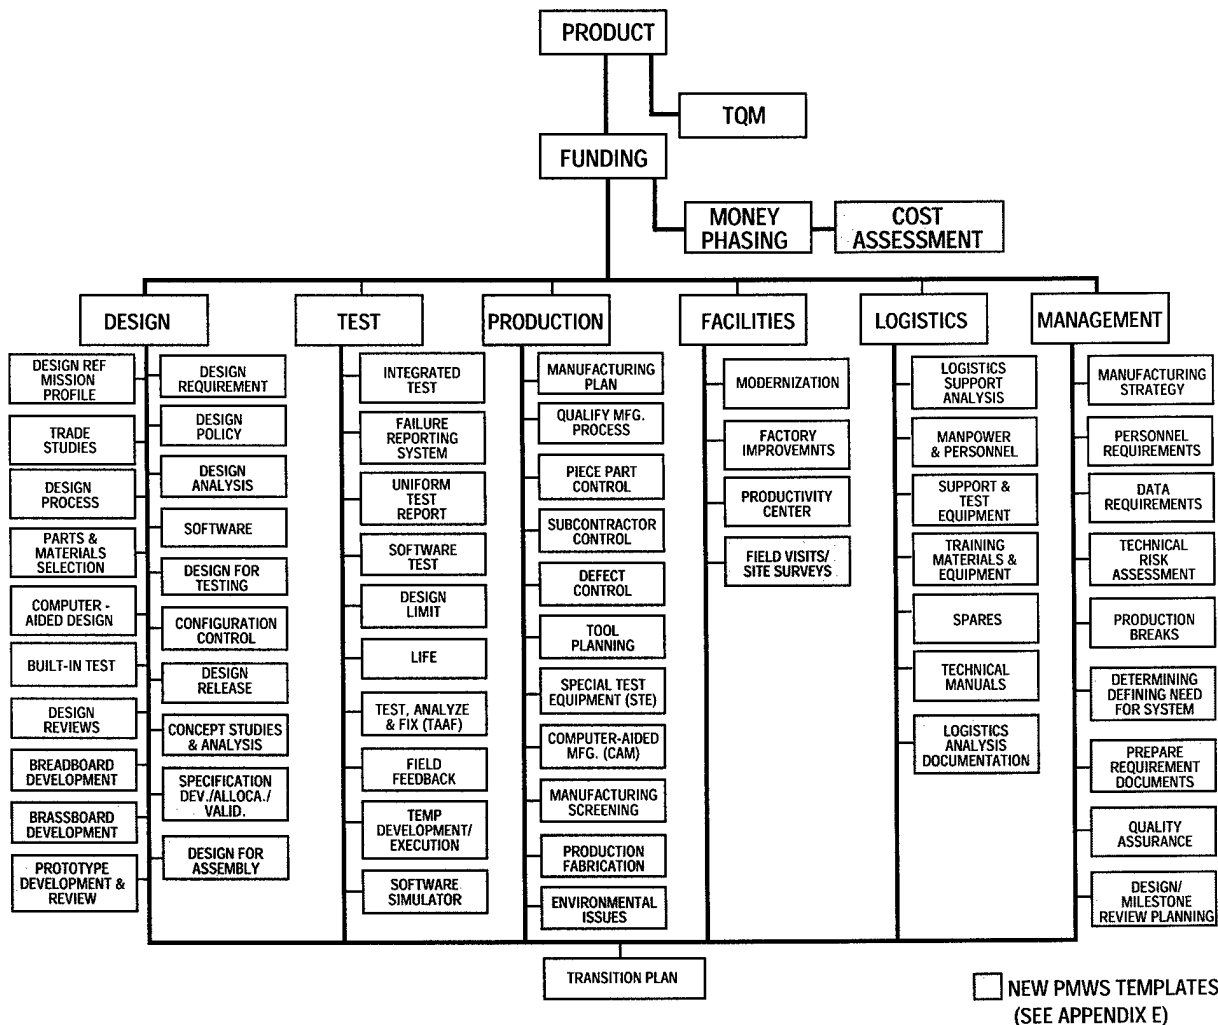 PRODUCT
TQM
FUNDING
MONEY
PHASING
COST
ASSESSMENT
DESIGN
TEST
PRODUCTION
FACILITIES
LOGISTICS
MANAGEMENT
DESIGN REF
MISSION
PROFILE
TRADE
STUDIES
DESIGN
PROCESS
PARTS &
MATERIALS
SELECTION
COMPUTER -
AIDED DESIGN
BUILT-IN TEST
DESIGN
REVIEWS
BREADBOARD
DEVELOPMENT
BRASSBOARD
DEVELOPMENT
PROTOTYPE
DEVELOPMENT &
REVIEW
DESIGN
REQUIREMENT
DESIGN
POLICY
DESIGN
ANALYSIS
SOFTWARE
DESIGN FOR
TESTING
CONFIGURATION
CONTROL
DESIGN
RELEASE
CONCEPT STUDIES
& ANALYSIS
SPECIFICATION
DEV./ALLOCA./
VALID.
DESIGN FOR
ASSEMBLY
INTEGRATED
TEST
FAILURE
REPORTING
SYSTEM
UNIFORM
TEST
REPORT
SOFTWARE
TEST
DESIGN
LIMIT
LIFE
TEST, ANALYZE
& FIX (TAAF)
FIELD
FEEDBACK
TEMP
DEVELOPMENT/
EXECUTION
SOFTWARE
SIMULATOR
MANUFACTURING
PLAN
QUALIFY MFG.
PROCESS
PIECE PART
CONTROL
SUBCONTRACTOR
CONTROL
DEFECT
CONTROL
TOOL
PLANNING
SPECIAL TEST
EQUIPMENT (STE)
COMPUTER-AIDED
MFG. (CAM)
MANUFACTURING
SCREENING
PRODUCTION
FABRICATION
ENVIRONMENTAL
ISSUES
MODERNIZATION
FACTORY
IMPROVEMNTS
PRODUCTIVITY
CENTER
FIELD VISITS/
SITE SURVEYS
LOGISTICS
SUPPORT
ANALYSIS
MANPOWER
& PERSONNEL
SUPPORT &
TEST
EQUIPMENT
TRAINING
MATERIALS &
EQUIPMENT
SPARES
TECHNICAL
MANUALS
LOGISTICS
ANALYSIS
DOCUMENTATION
MANUFACTURING
STRATEGY
PERSONNEL
REQUIREMENTS
DATA
REQUIREMENTS
TECHNICAL
RISK
ASSESSMENT
PRODUCTION
BREAKS
DETERMINING
DEFINING NEED
FOR SYSTEM
PREPARE
REQUIREMENT
DOCUMENTS
QUALITY
ASSURANCE
DESIGN/
MILESTONE
REVIEW PLANNING
TRANSITION PLAN
NEW PMWS TEMPLATES
(SEE APPENDIX E)